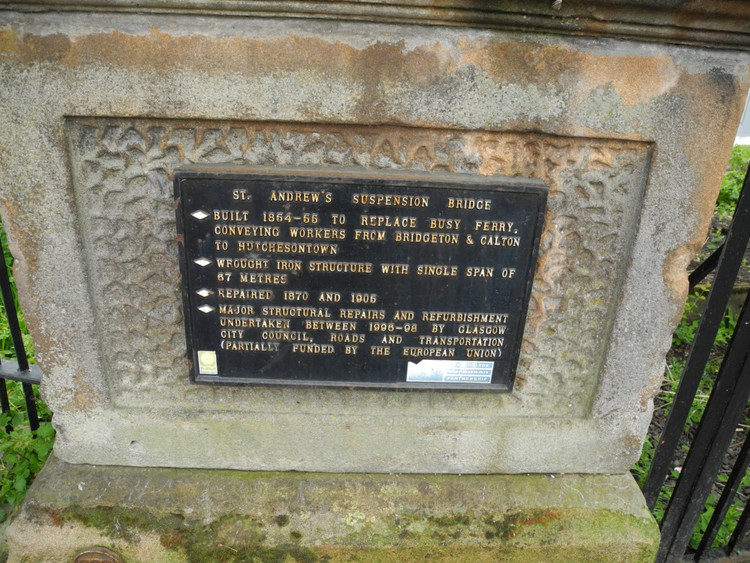 ST. ANDREW'S SUSPENSION BRIDGE
BUILT 1854-55 TO REPLACE BUSY FERRY,
CONVEYING WORKERS FROM BRIDGETON & CALTON
TO HUTCHESONTOWN
WROUGHT IRON STRUCTURE WITH SINGLE SPAN OF
67 METRES
REPAIRED 1870 AND 1905
MAJOR STRUCTURAL REPAIRS AND REFURBISHMENT
UNDERTAKEN BETWEEN 1996-98 BY GLASGOW
CITY COUNCIL, ROADS AND TRANSPORTATION
(PARTIALLY FUNDED BY THE EUROPEAN UNION)
PARTNERSHIP